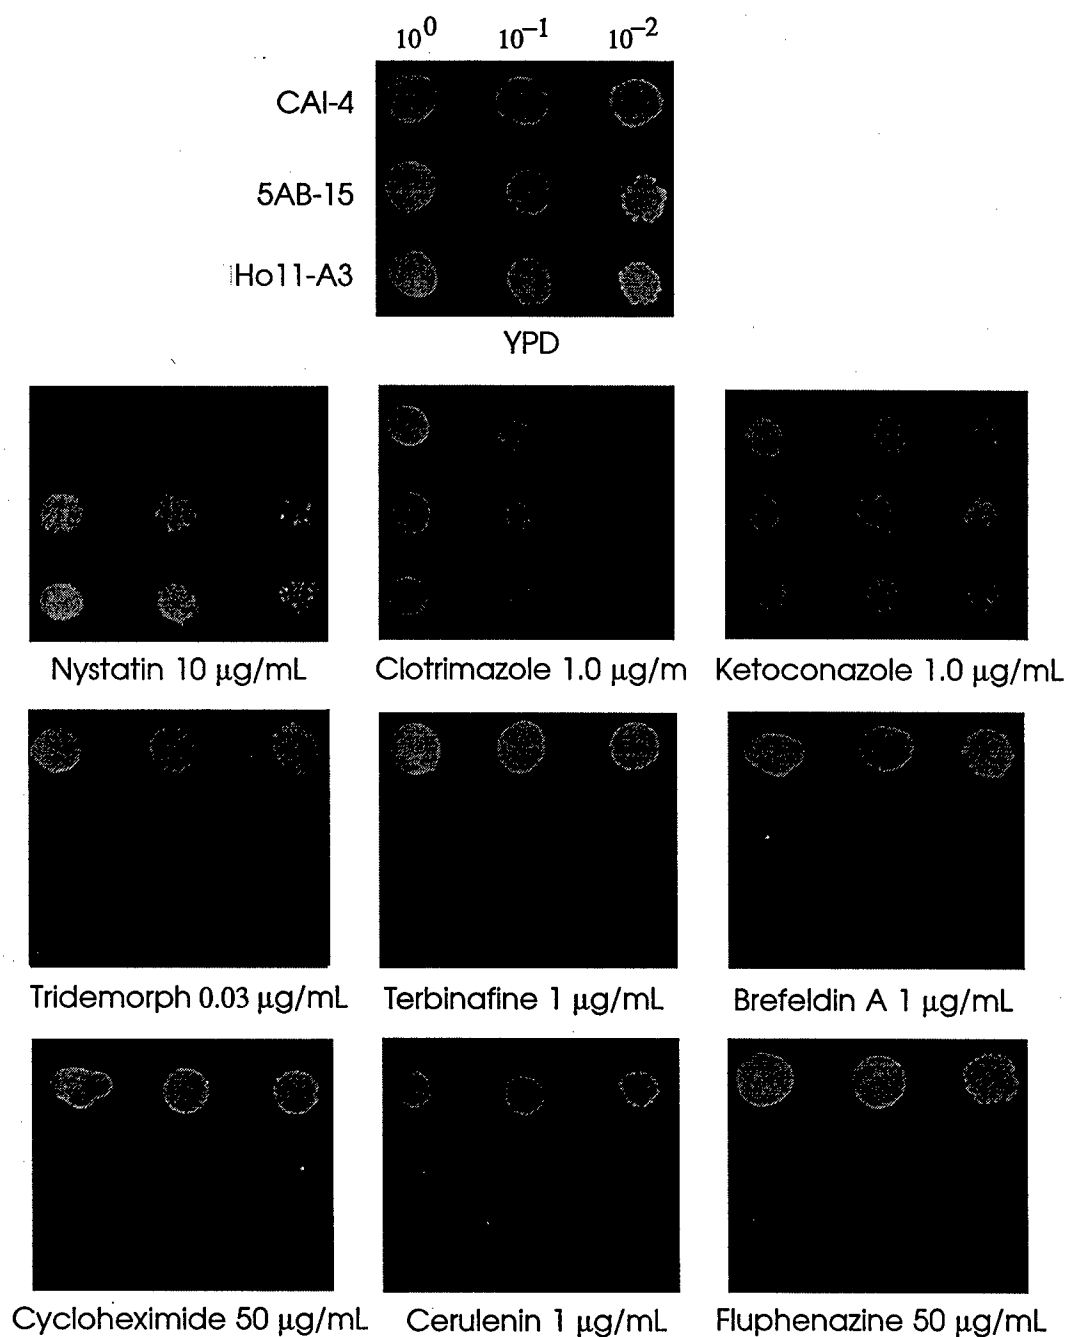 10⁰ 10⁻¹ 10⁻²
CAI-4
5AB-15
Ho11-A3
YPD
Nystatin 10 μg/mL Clotrimazole 1.0 μg/m Ketoconazole 1.0 μg/mL
Tridemorph 0.03 μg/mL Terbinafine 1 μg/mL Brefeldin A 1 μg/mL
Cycloheximide 50 μg/mL Cerulenin 1 μg/mL Fluphenazine 50 μg/mL